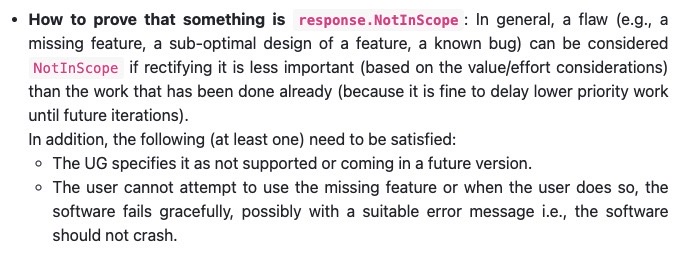 • How to prove that something is response.NotInScope: In general, a flaw (e.g., a
missing feature, a sub-optimal design of a feature, a known bug) can be considered
NotInScope if rectifying it is less important (based on the value/effort considerations)
than the work that has been done already (because it is fine to delay lower priority work
until future iterations).
In addition, the following (at least one) need to be satisfied:
◦ The UG specifies it as not supported or coming in a future version.
◦ The user cannot attempt to use the missing feature or when the user does so, the
software fails gracefully, possibly with a suitable error message i.e., the software
should not crash.